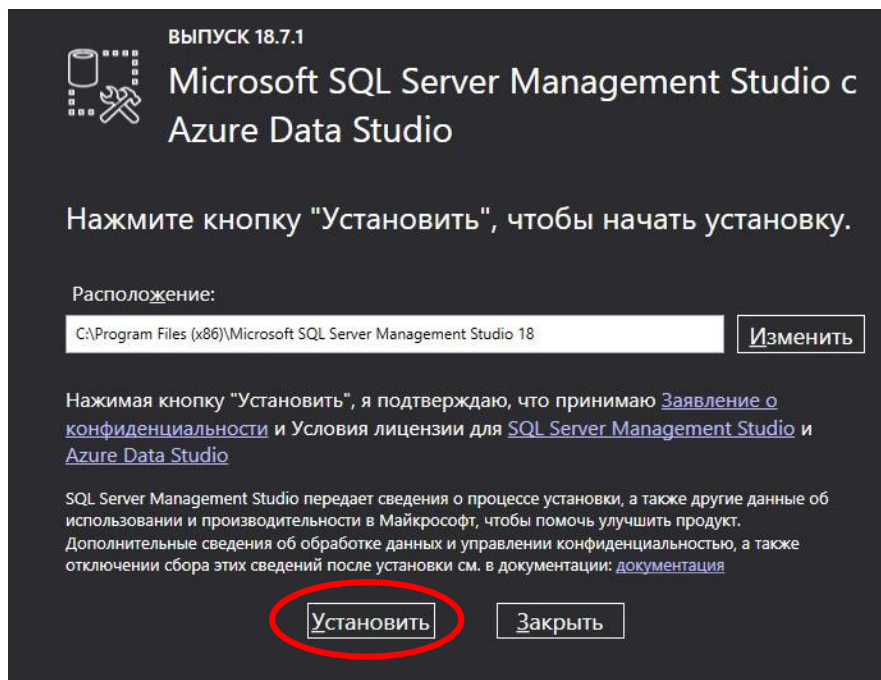 ВЫПУСК 18.7.1
Microsoft SQL Server Management Studio с
Azure Data Studio
Нажмите кнопку "Установить", чтобы начать установку.
Расположение:
C:\Program Files (x86)\Microsoft SQL Server Management Studio 18
Изменить
Нажимая кнопку "Установить", я подтверждаю, что принимаю Заявление о
конфиденциальности и Условия лицензии для SQL Server Management Studio и
Azure Data Studio
SQL Server Management Studio передает сведения о процессе установки, а также другие данные об
использовании и производительности в Майкрософт, чтобы помочь улучшить продукт.
Дополнительные сведения об обработке данных и управлении конфиденциальностью, а также
отключении сбора этих сведений после установки см. в документации: документация
Установить Закрыть